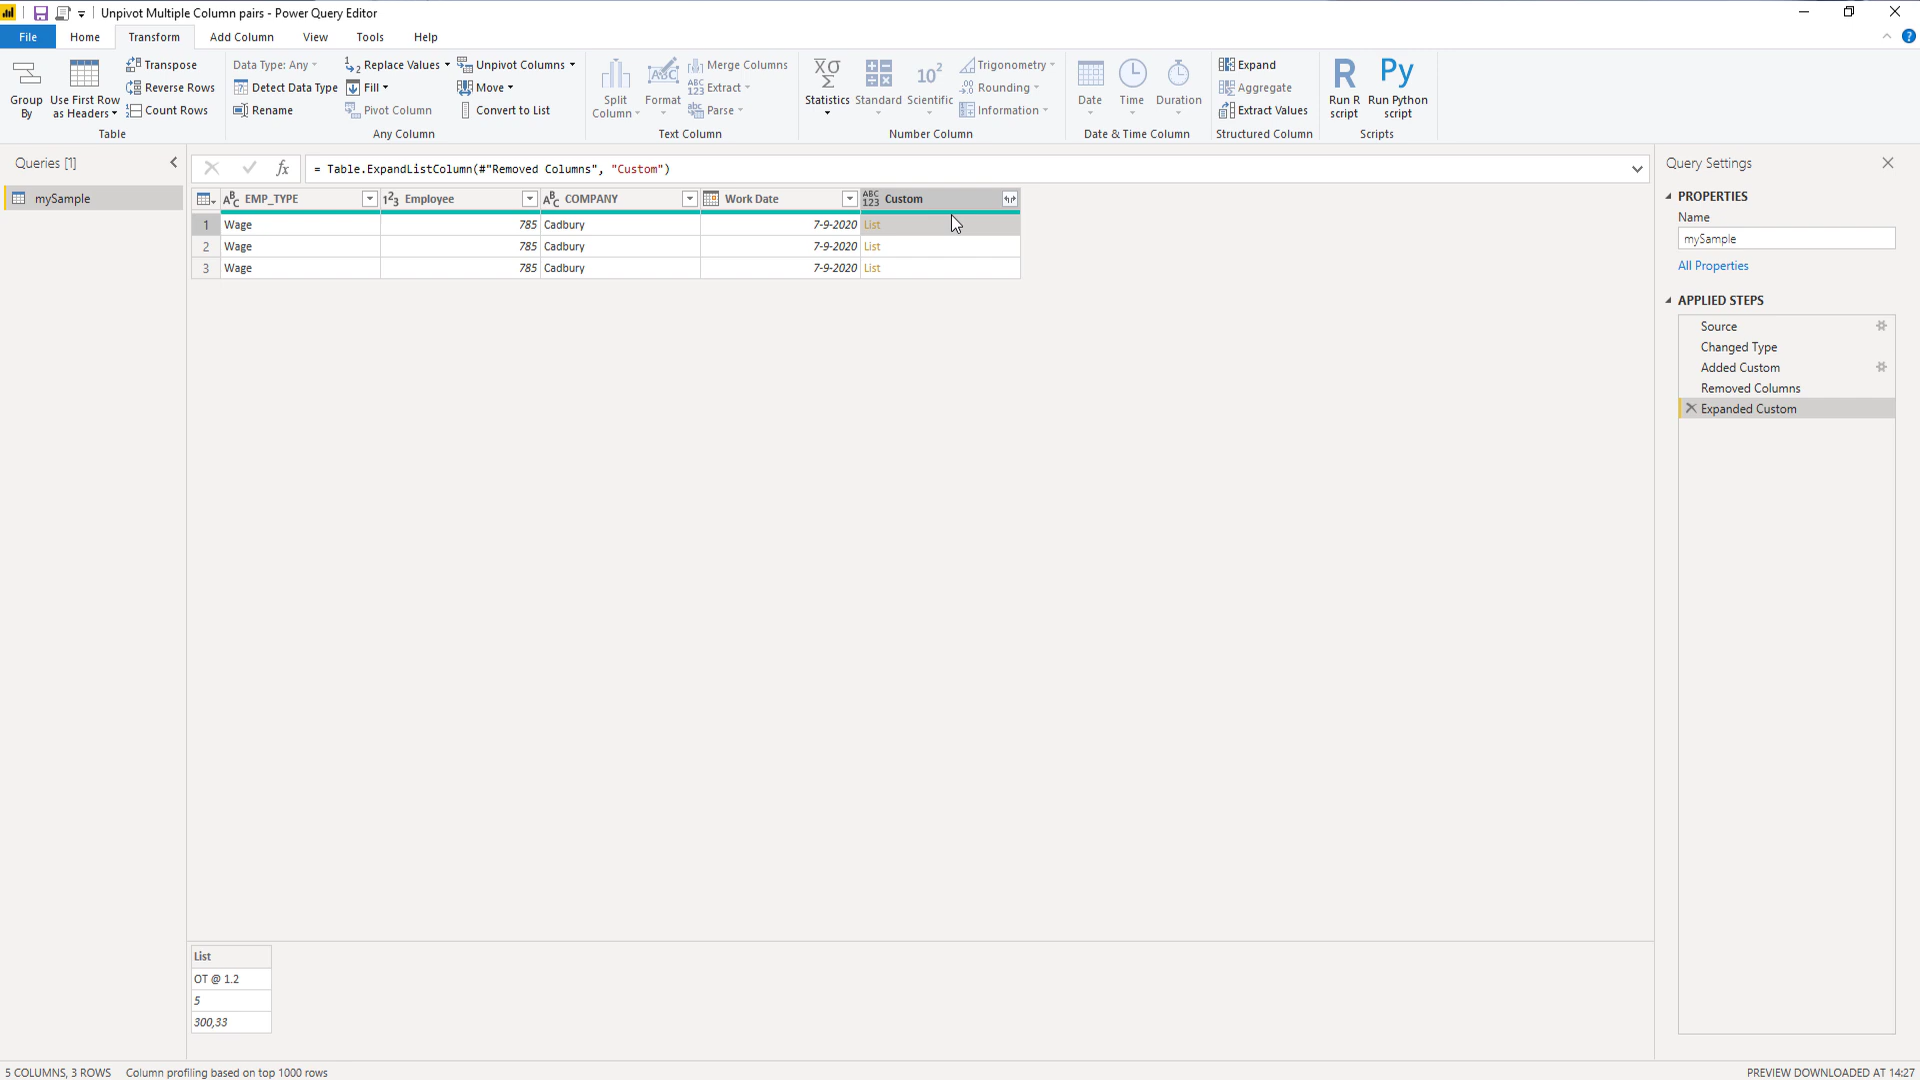 Unpivot Multiple Column pairs - Power Query Editor
File Home Transform Add Column View Tools Help
Group By
Use First Row as Headers
Transpose
Reverse Rows
Count Rows
Table
Data Type: Any
Detect Data Type
Rename
Replace Values
Fill
Pivot Column
Unpivot Columns
Move
Convert to List
Any Column
Split Column
Format
Merge Columns
Extract
Parse
Text Column
Statistics
Standard
Scientific
Trigonometry
Rounding
Information
Number Column
Date
Time
Duration
Date & Time Column
Expand
Aggregate
Extract Values
Structured Column
Run R script
Run Python script
Scripts
Queries [1]
mySample
= Table.ExpandListColumn(#"Removed Columns", "Custom")
EMP_TYPE Employee COMPANY Work Date Custom
1 Wage 785 Cadbury 7-9-2020 List
2 Wage 785 Cadbury 7-9-2020 List
3 Wage 785 Cadbury 7-9-2020 List
List
OT @ 1.2
5
300,33
Query Settings
PROPERTIES
Name
mySample
All Properties
APPLIED STEPS
Source
Changed Type
Added Custom
Removed Columns
Expanded Custom
5 COLUMNS, 3 ROWS Column profiling based on top 1000 rows
PREVIEW DOWNLOADED AT 14:27